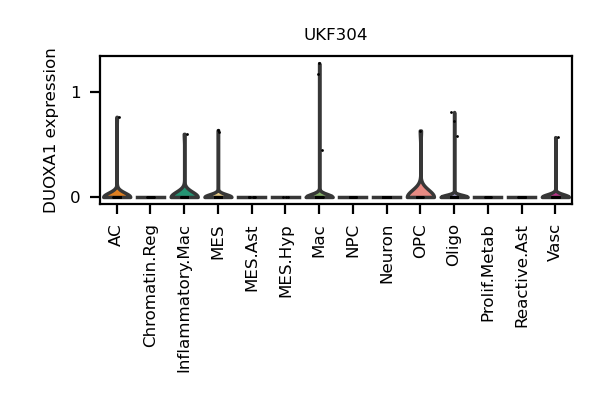 UKF304
DUOXA1 expression
1
0
AC
Chromatin.Reg
Inflammatory.Mac
MES
MES.Ast
MES.Hyp
Mac
NPC
Neuron
OPC
Oligo
Prolif.Metab
Reactive.Ast
Vasc